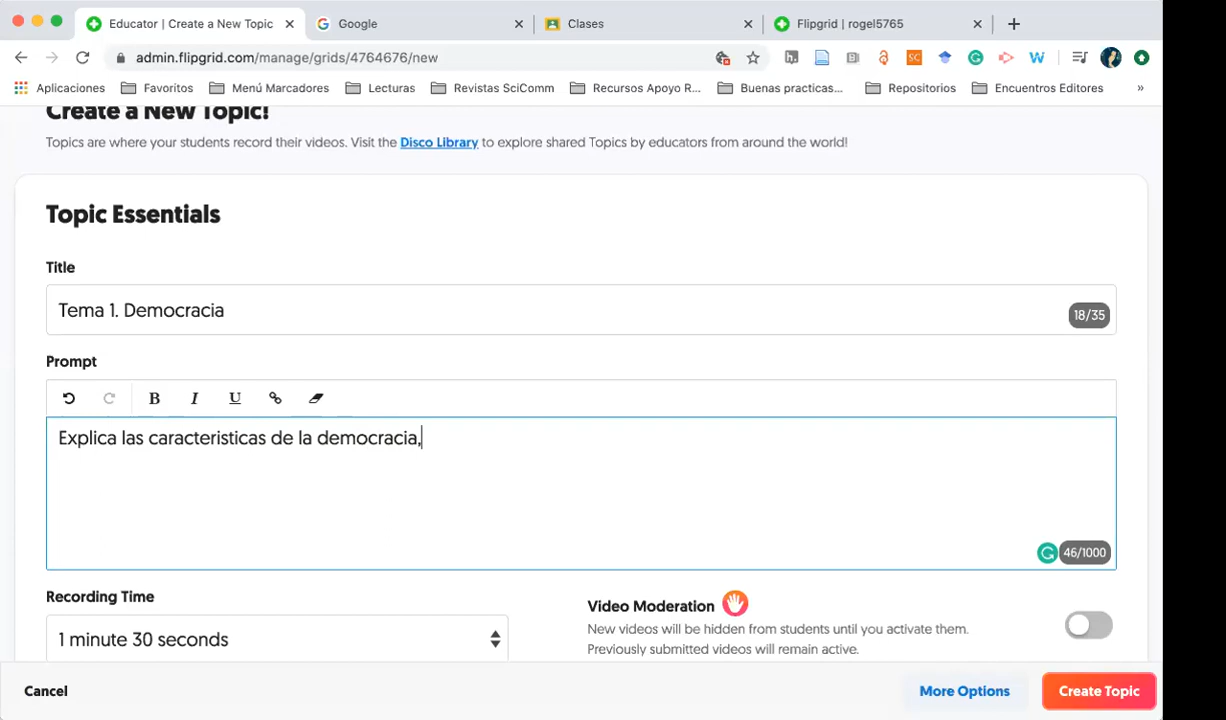 Educator | Create a New Topic
Google
Clases
Flipgrid | rogel5765
admin.flipgrid.com/manage/grids/4764676/new
Aplicaciones
Favoritos
Menú Marcadores
Lecturas
Revistas SciComm
Recursos Apoyo R...
Buenas practicas...
Repositorios
Encuentros Editores
»
Create a New Topic!
Topics are where your students record their videos. Visit the Disco Library to explore shared Topics by educators from around the world!
Topic Essentials
Title
Tema 1. Democracia
18/35
Prompt
B I U
Explica las caracteristicas de la democracia,
46/1000
Recording Time
1 minute 30 seconds
Video Moderation
New videos will be hidden from students until you activate them.
Previously submitted videos will remain active.
Cancel
More Options
Create Topic